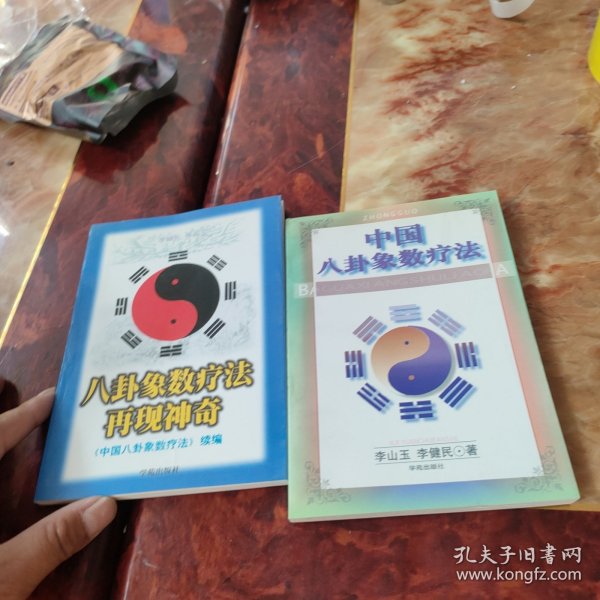 八卦象数疗法
再现神奇
《中国八卦象数疗法》续编
学苑出版社
ZHONGGUO
中国
八卦象数疗法
李山玉 李健民⊙著
学苑出版社
孔夫子旧书网
www.kongfz.com